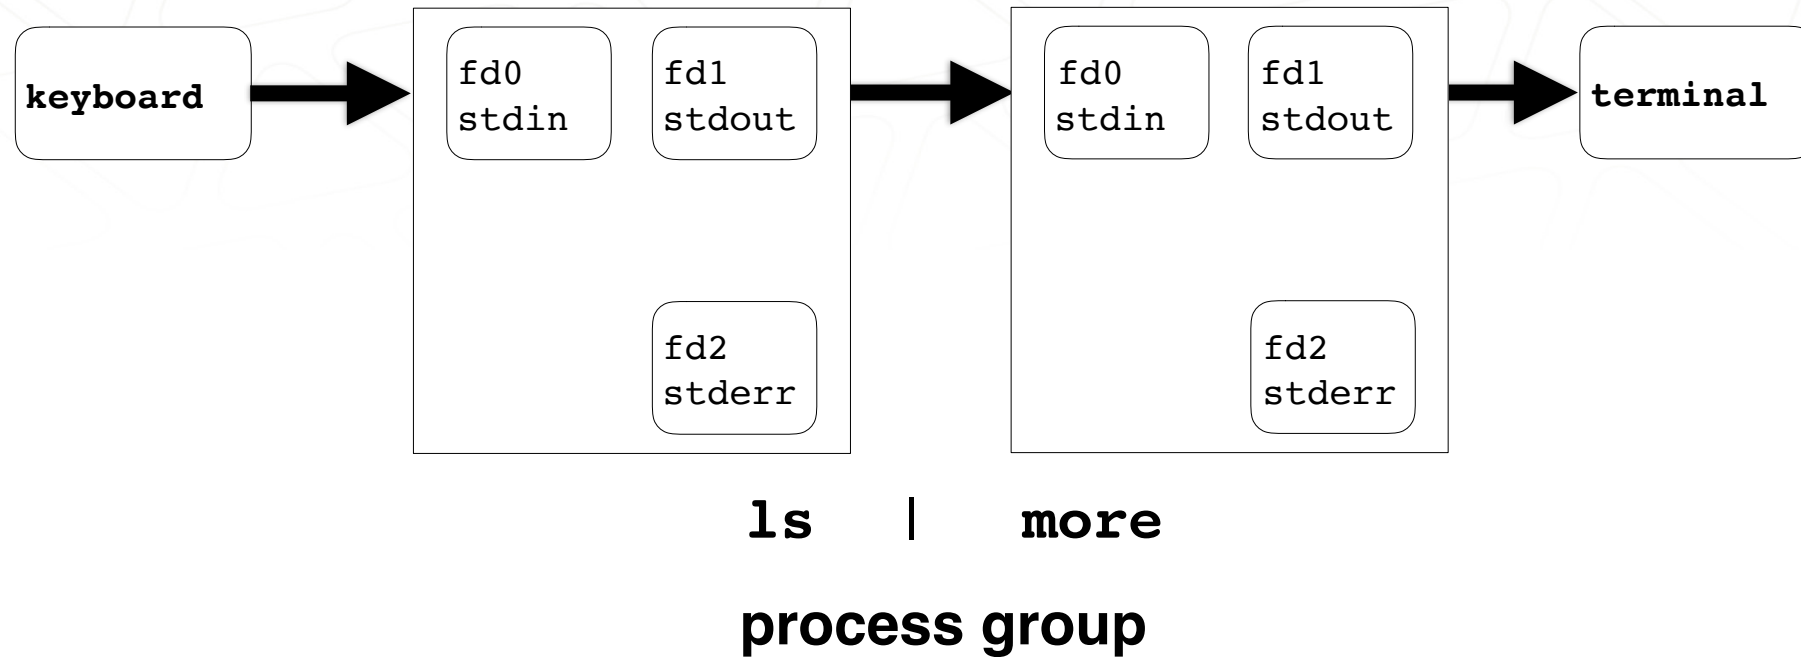 keyboard
fd0
stdin
fd1
stdout
fd2
stderr
fd0
stdin
fd1
stdout
fd2
stderr
terminal
ls | more
process group